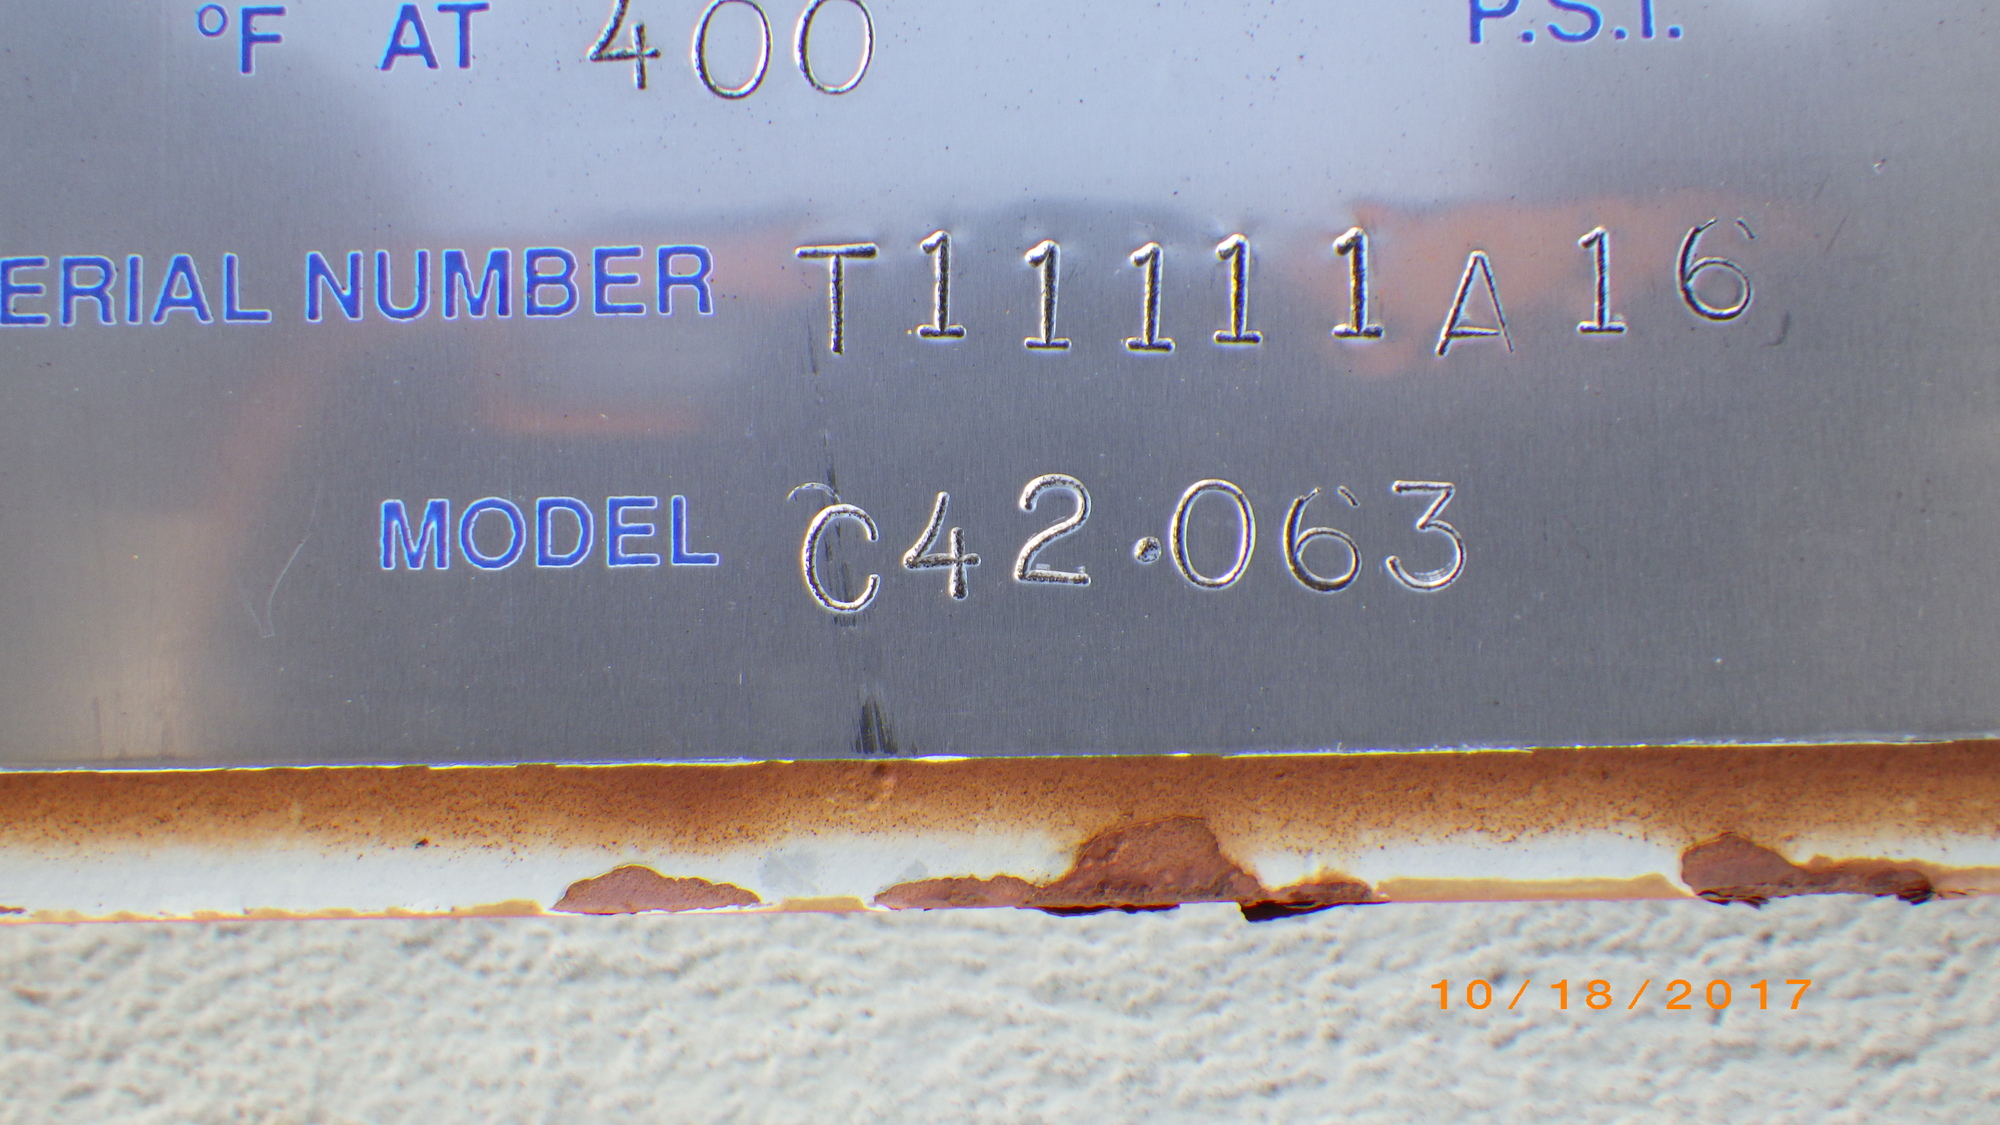 °F AT 400 P.S.I.
ERIAL NUMBER T11111A16
MODEL C42·063
10/18/2017